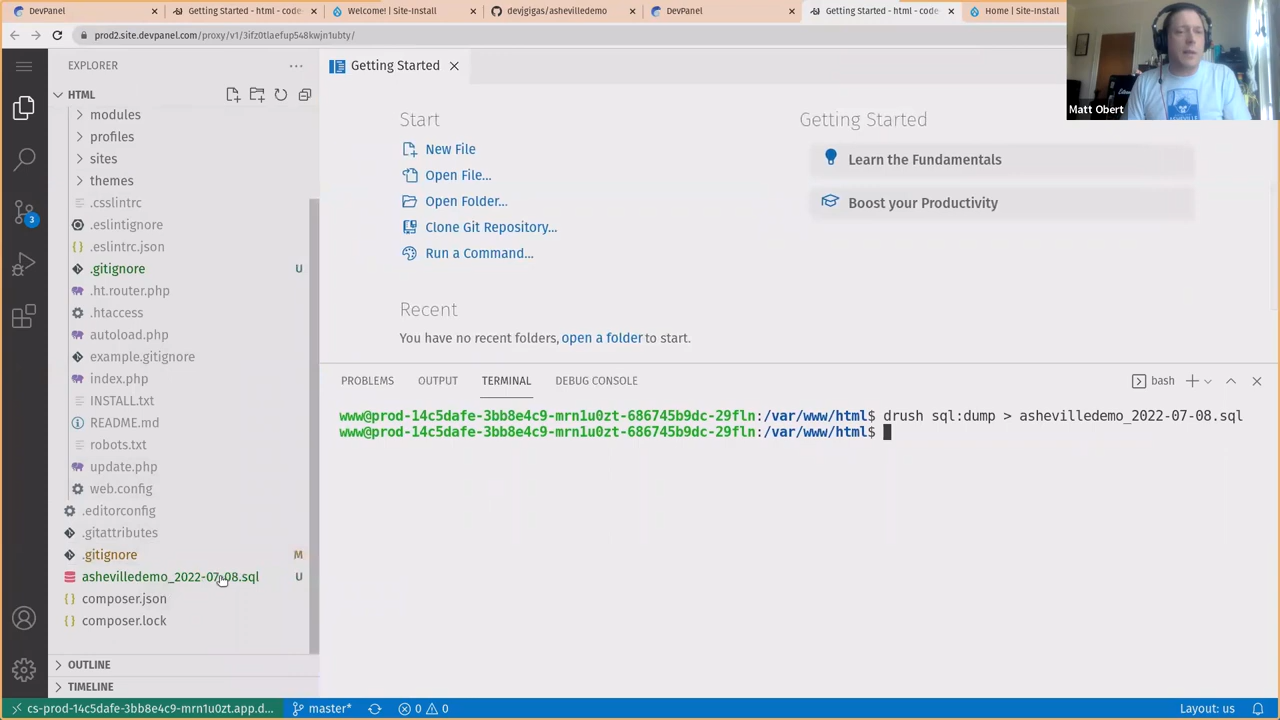 DevPanel
Getting Started - html - code-
Welcome! | Site-Install
devjgigas/ashevilledemo
DevPanel
Getting Started - html - code-
Home | Site-Install
prod2.site.devpanel.com/proxy/v1/3ifz0tlaefup548kwjn1ubty/
Matt Obert
EXPLORER
HTML
modules
profiles
sites
themes
.csslintrc
.eslintignore
.eslintrc.json
.gitignore U
.ht.router.php
.htaccess
autoload.php
example.gitignore
index.php
INSTALL.txt
README.md
robots.txt
update.php
web.config
.editorconfig
.gitattributes
.gitignore M
ashevilledemo_2022-07-08.sql U
composer.json
composer.lock
OUTLINE
TIMELINE
3
Getting Started
Start
New File
Open File...
Open Folder...
Clone Git Repository...
Run a Command...
Recent
You have no recent folders, open a folder to start.
Getting Started
Learn the Fundamentals
Boost your Productivity
PROBLEMS OUTPUT TERMINAL DEBUG CONSOLE bash
www@prod-14c5dafe-3bb8e4c9-mrn1u0zt-686745b9dc-29fln:/var/www/html$ drush sql:dump > ashevilledemo_2022-07-08.sql
www@prod-14c5dafe-3bb8e4c9-mrn1u0zt-686745b9dc-29fln:/var/www/html$
cs-prod-14c5dafe-3bb8e4c9-mrn1u0zt.app.d... master* 0 0 Layout: us